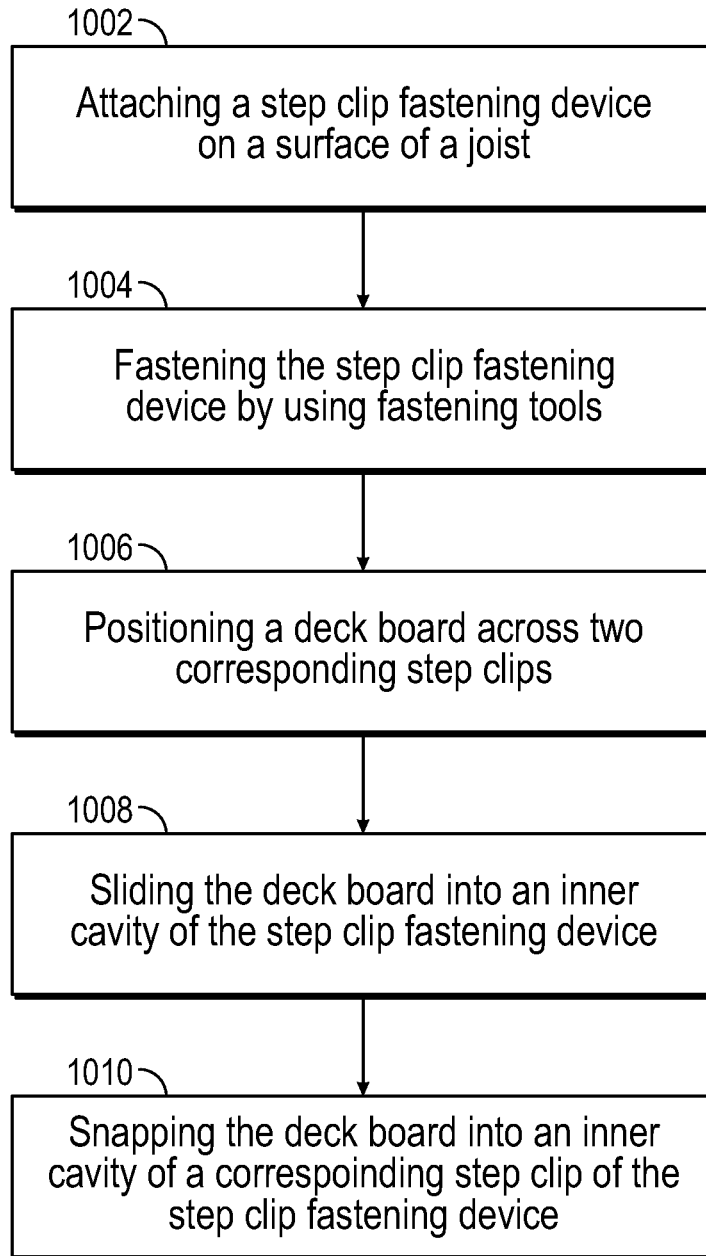 1002
Attaching a step clip fastening device
on a surface of a joist
1004
Fastening the step clip fastening
device by using fastening tools
1006
Positioning a deck board across two
corresponding step clips
1008
Sliding the deck board into an inner
cavity of the step clip fastening device
1010
Snapping the deck board into an inner
cavity of a correspoinding step clip of the
step clip fastening device